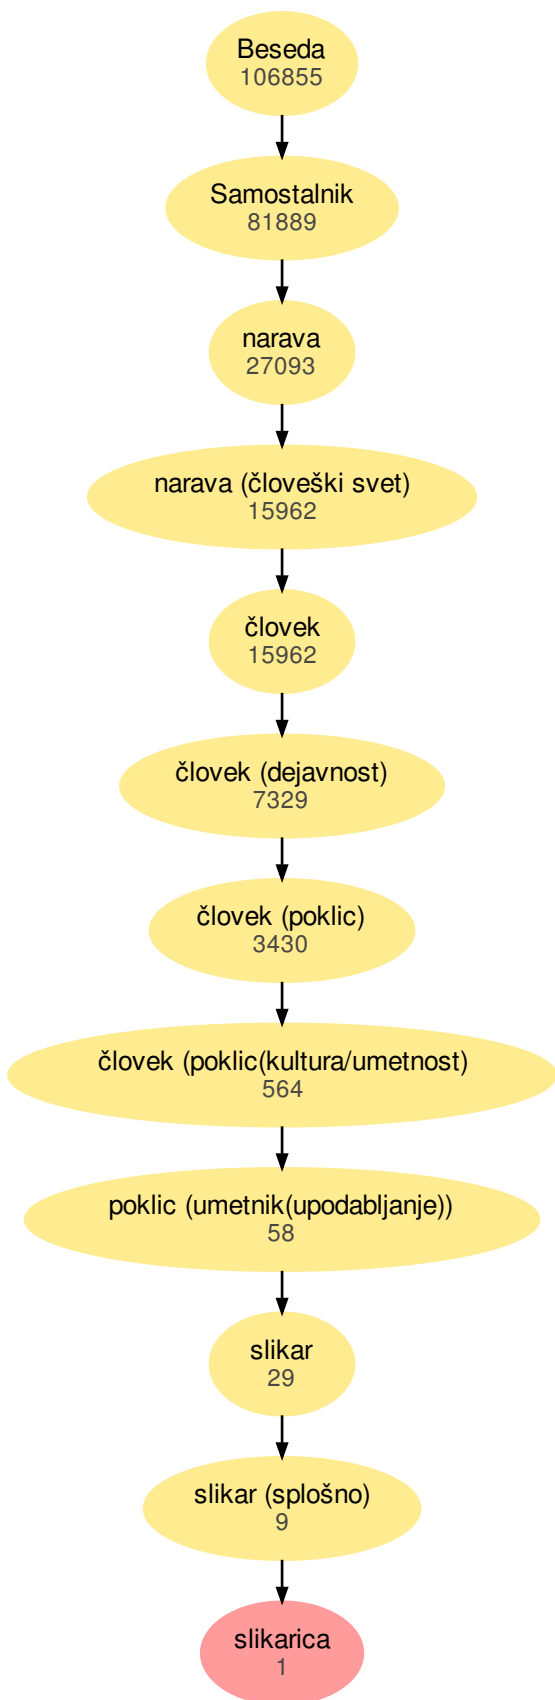 Beseda
106855
Samostalnik
81889
narava
27093
narava (človeški svet)
15962
človek
15962
človek (dejavnost)
7329
človek (poklic)
3430
človek (poklic(kultura/umetnost)
564
poklic (umetnik(upodabljanje))
58
slikar
29
slikar (splošno)
9
slikarica
1